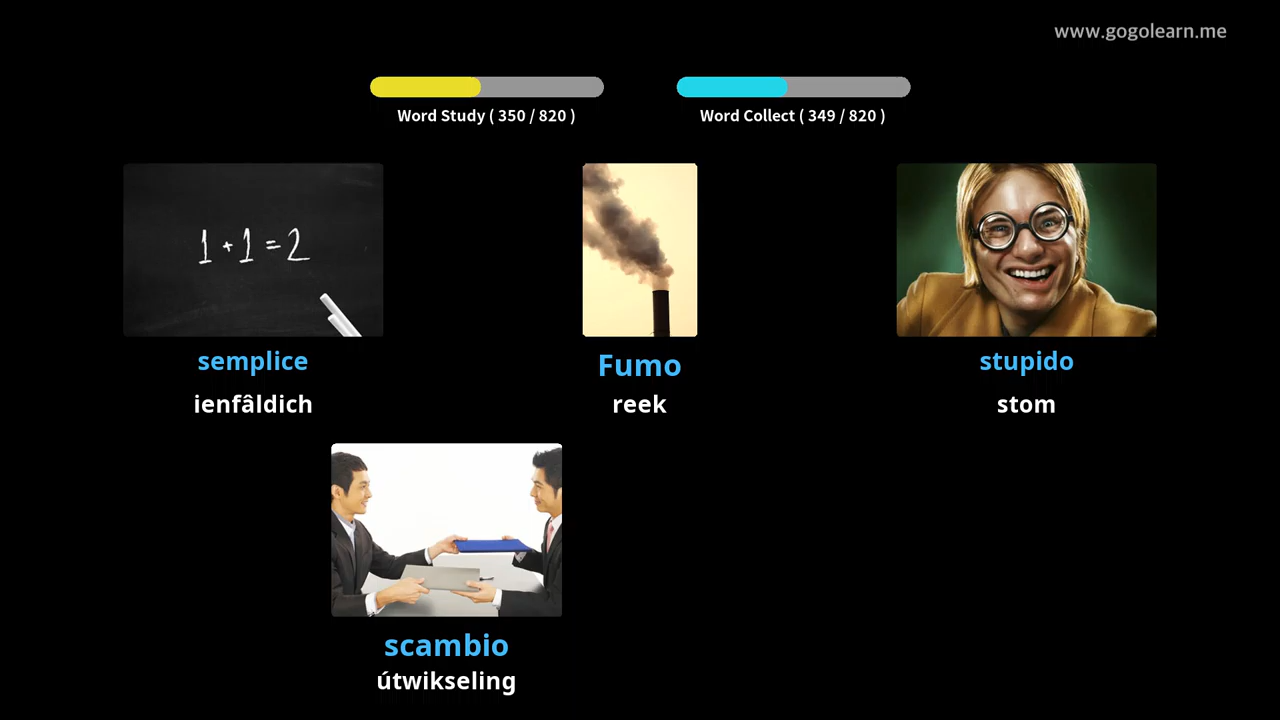 www.gogolearn.me
Word Study ( 350 / 820 )
Word Collect ( 349 / 820 )
1 + 1 = 2
semplice
ienfâldich
Fumo
reek
stupido
stom
scambio
útwikseling